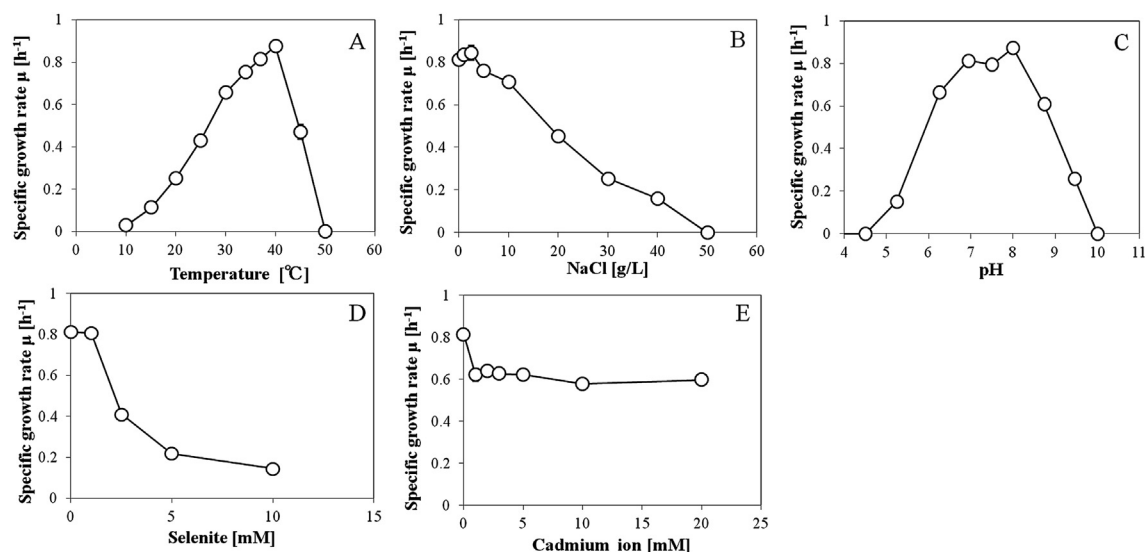 A
Specific growth rate μ [h-1]
1
0.8
0.6
0.4
0.2
0
0 10 20 30 40 50 60
Temperature [℃]
B
Specific growth rate μ [h-1]
1
0.8
0.6
0.4
0.2
0
0 10 20 30 40 50 60
NaCl [g/L]
C
Specific growth rate μ [h-1]
1
0.8
0.6
0.4
0.2
0
4 5 6 7 8 9 10 11
pH
D
Specific growth rate μ [h-1]
1
0.8
0.6
0.4
0.2
0
0 5 10 15
Selenite [mM]
E
Specific growth rate μ [h-1]
1
0.8
0.6
0.4
0.2
0
0 5 10 15 20 25
Cadmium ion [mM]